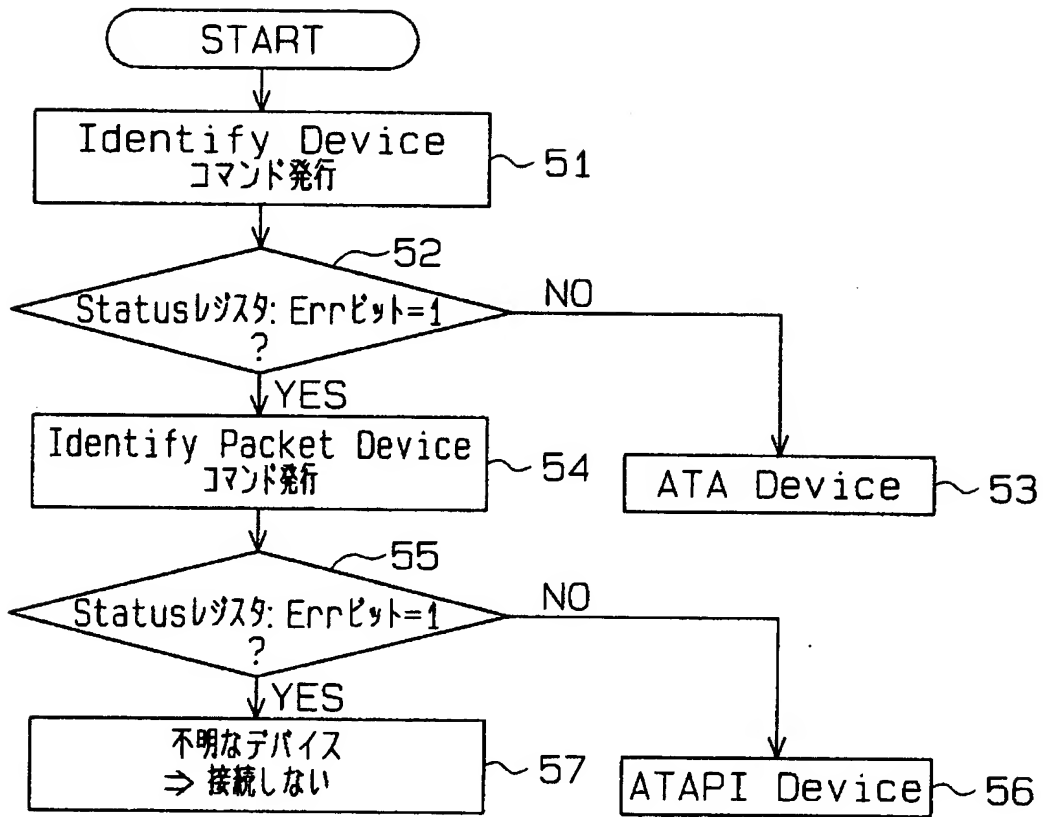 START
Identify Device
コマンド発行
51
52
Statusレジスタ: Errビット=1
?
NO
YES
Identify Packet Device
コマンド発行
54
ATA Device
53
55
Statusレジスタ: Errビット=1
?
NO
YES
不明なデバイス
⇒ 接続しない
57
ATAPI Device
56